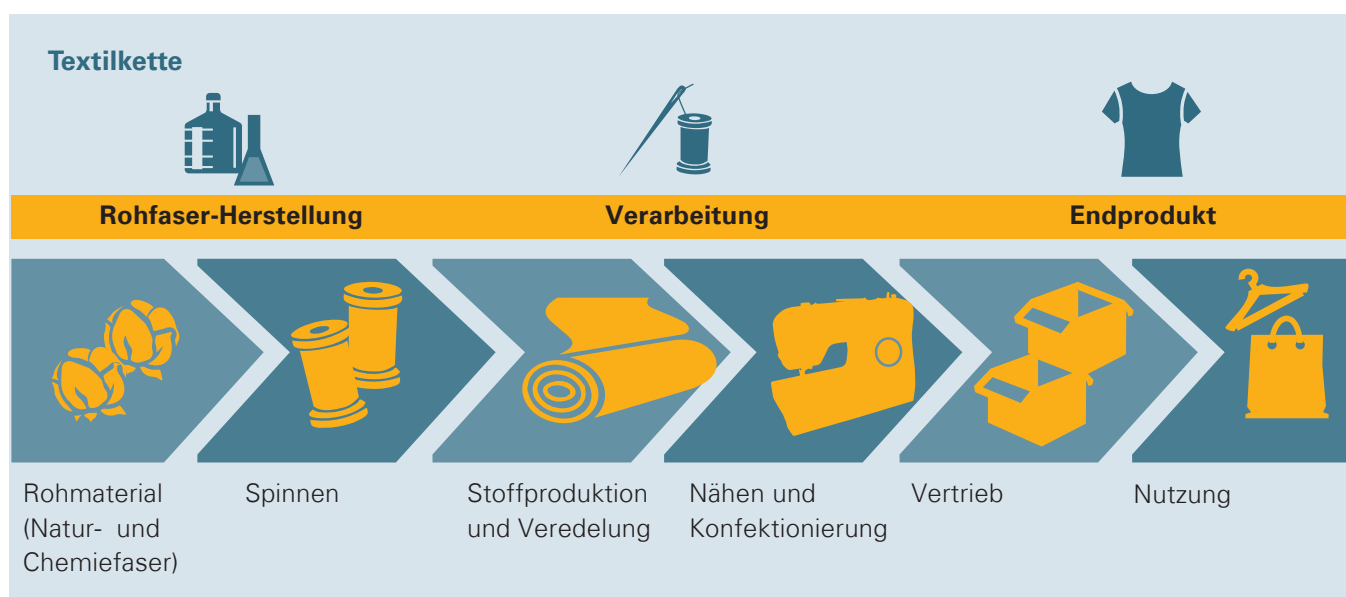 Textilkette
Rohfaser-Herstellung
Verarbeitung
Endprodukt
Rohmaterial
(Natur- und
Chemiefaser)
Spinnen
Stoffproduktion
und Veredelung
Nähen und
Konfektionierung
Vertrieb
Nutzung